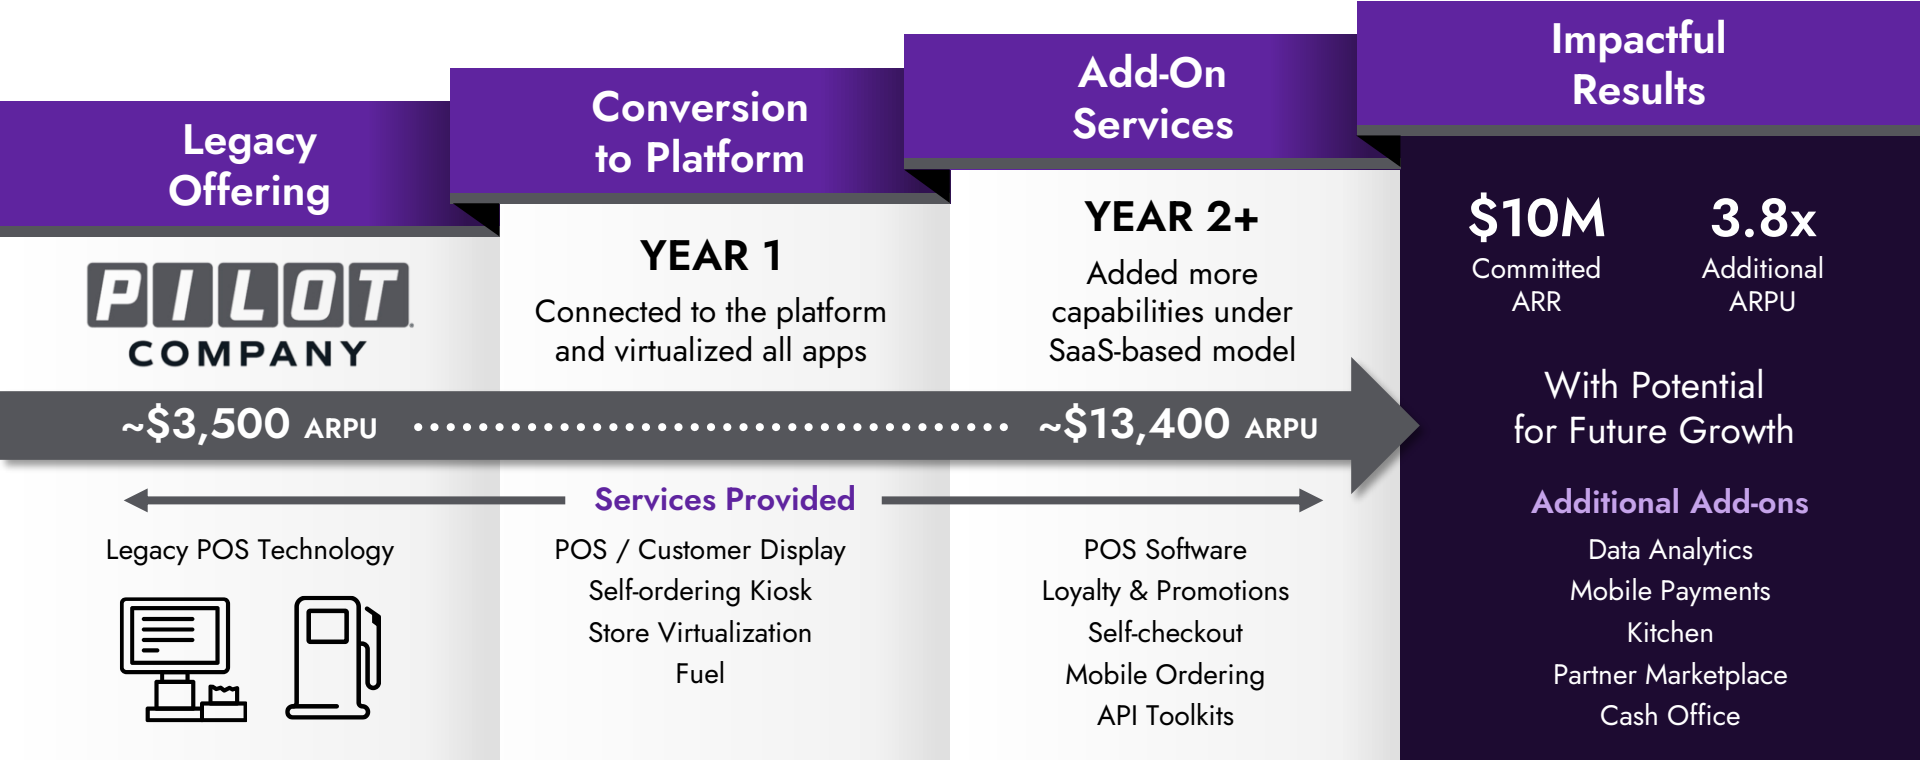 Legacy
Offering
PILOT
COMPANY
Conversion
to Platform
YEAR 1
Connected to the platform
and virtualized all apps
Add-On
Services
YEAR 2+
Added more
capabilities under
SaaS-based model
Impactful
Results
$10M
Committed
ARR
3.8x
Additional
ARPU
With Potential
for Future Growth
~$3,500 ARPU
~$13,400 ARPU
Services Provided
Legacy POS Technology
POS / Customer Display
Self-ordering Kiosk
Store Virtualization
Fuel
POS Software
Loyalty & Promotions
Self-checkout
Mobile Ordering
API Toolkits
Additional Add-ons
Data Analytics
Mobile Payments
Kitchen
Partner Marketplace
Cash Office